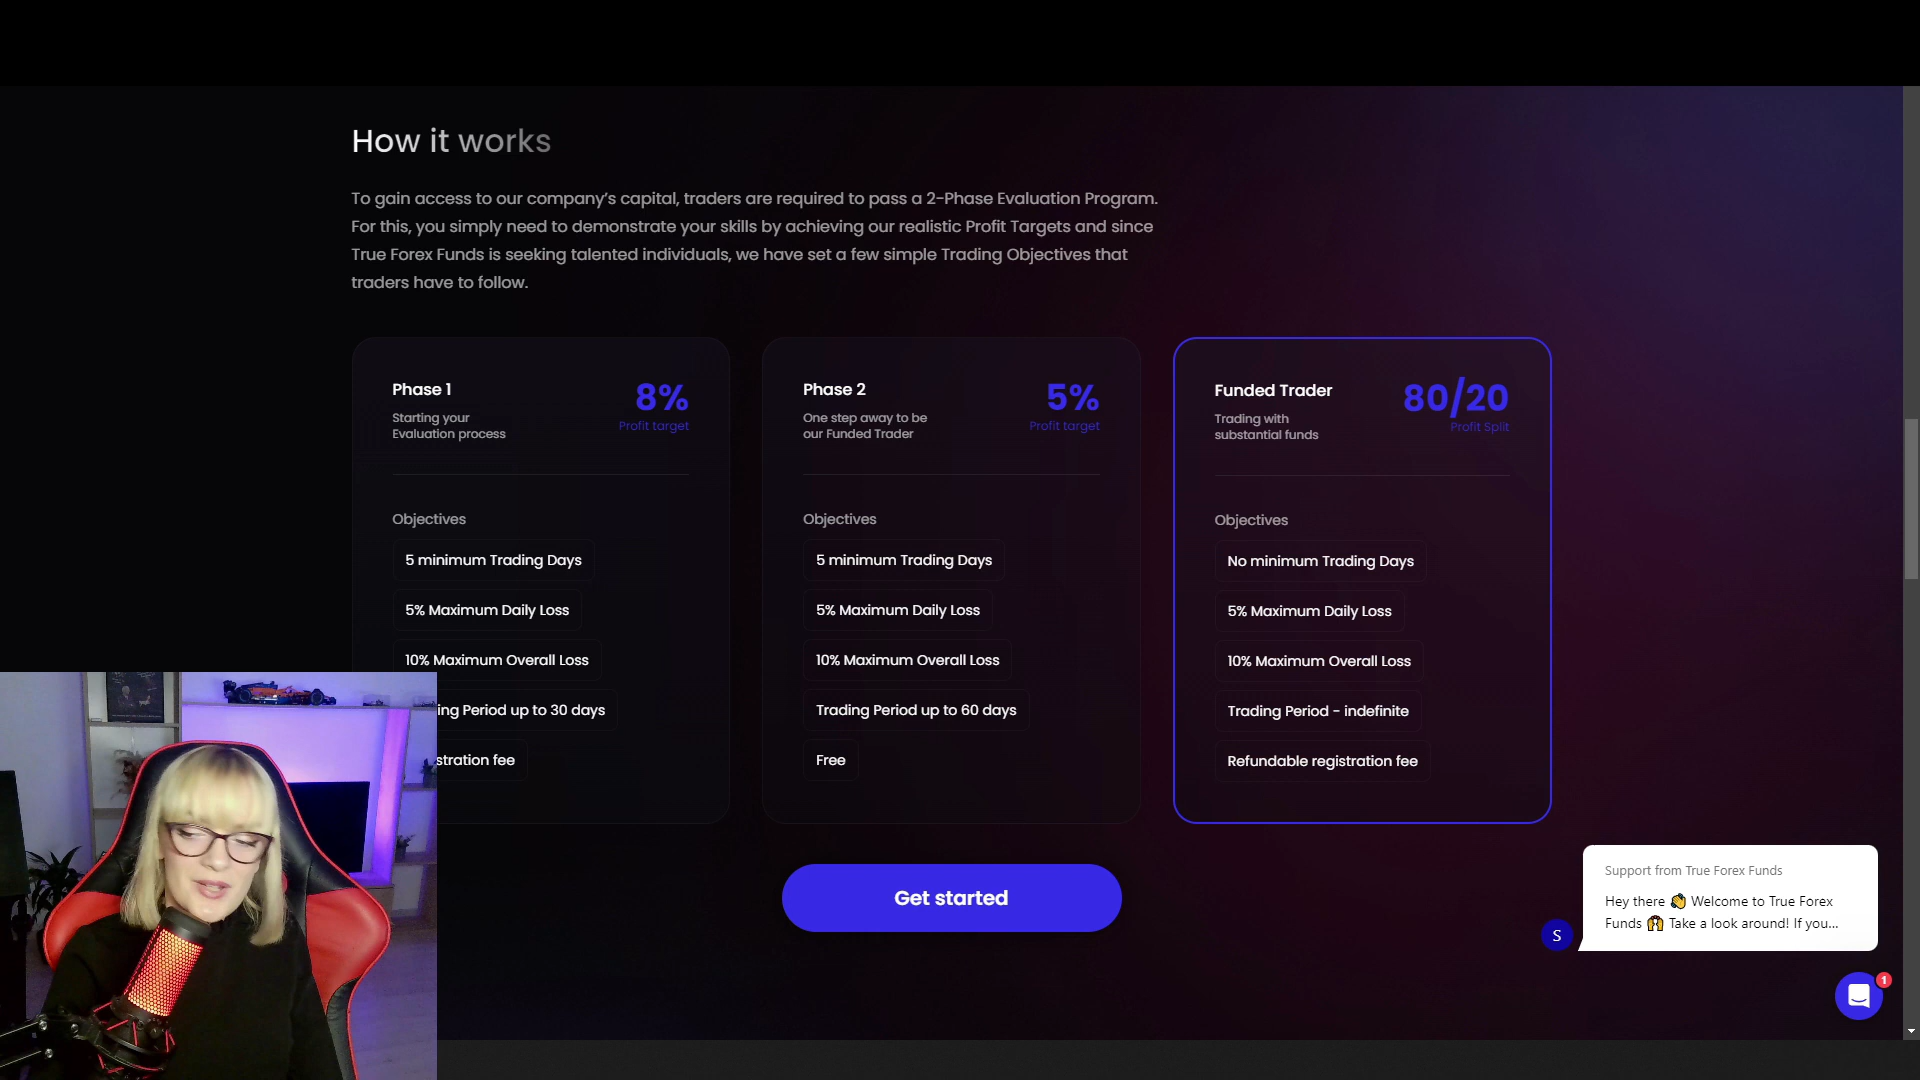 How it works
To gain access to our company's capital, traders are required to pass a 2-Phase Evaluation Program.
For this, you simply need to demonstrate your skills by achieving our realistic Profit Targets and since
True Forex Funds is seeking talented individuals, we have set a few simple Trading Objectives that
traders have to follow.
Phase 1
8%
Starting your
Evaluation process
Profit target
Objectives
5 minimum Trading Days
5% Maximum Daily Loss
10% Maximum Overall Loss
ing Period up to 30 days
stration fee
Phase 2
5%
One step away to be
our Funded Trader
Profit target
Objectives
5 minimum Trading Days
5% Maximum Daily Loss
10% Maximum Overall Loss
Trading Period up to 60 days
Free
Funded Trader
80/20
Trading with
substantial funds
Profit Split
Objectives
No minimum Trading Days
5% Maximum Daily Loss
10% Maximum Overall Loss
Trading Period - indefinite
Refundable registration fee
Get started
Support from True Forex Funds
Hey there 👋 Welcome to True Forex
Funds 🙌 Take a look around! If you...
S
1